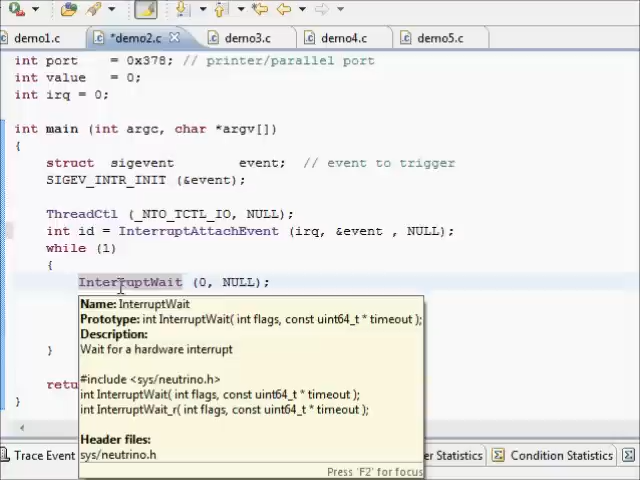 demo1.c *demo2.c demo3.c demo4.c demo5.c
int port = 0x378; // printer/parallel port
int value = 0;
int irq = 0;
int main (int argc, char *argv[])
{
struct sigevent event; // event to trigger
SIGEV_INTR_INIT (&event);
ThreadCtl (_NTO_TCTL_IO, NULL);
int id = InterruptAttachEvent (irq, &event , NULL);
while (1)
{
InterruptWait (0, NULL);
Name: InterruptWait
Prototype: int InterruptWait( int flags, const uint64_t * timeout );
Description:
Wait for a hardware interrupt
}
#include <sys/neutrino.h>
retu
int InterruptWait( int flags, const uint64_t * timeout );
}
int InterruptWait_r( int flags, const uint64_t * timeout );
Header files:
sys/neutrino.h
Trace Event er Statistics Condition Statistics
Press 'F2' for focus